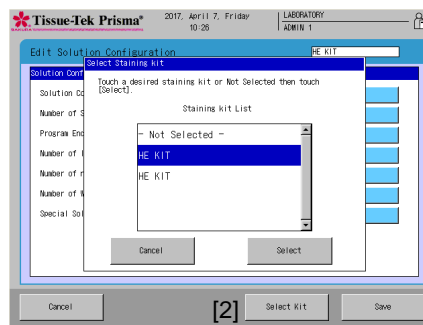 Tissue-Tek Prisma®
2017, April 7, Friday
10:26
LABORATORY
ADMIN 1
Edit Solution Configuration
HE KIT
Select Staining kit
Solution Conf
Touch a desired staining kit or Not Selected then touch
[Select].
Solution Co
Number of S
Program End
Number of
Number of r
Number of W
Special Sol
Staining kit List
- Not Selected -
HE KIT
HE KIT
Cancel
Select
Cancel
[2]
Select Kit
Save